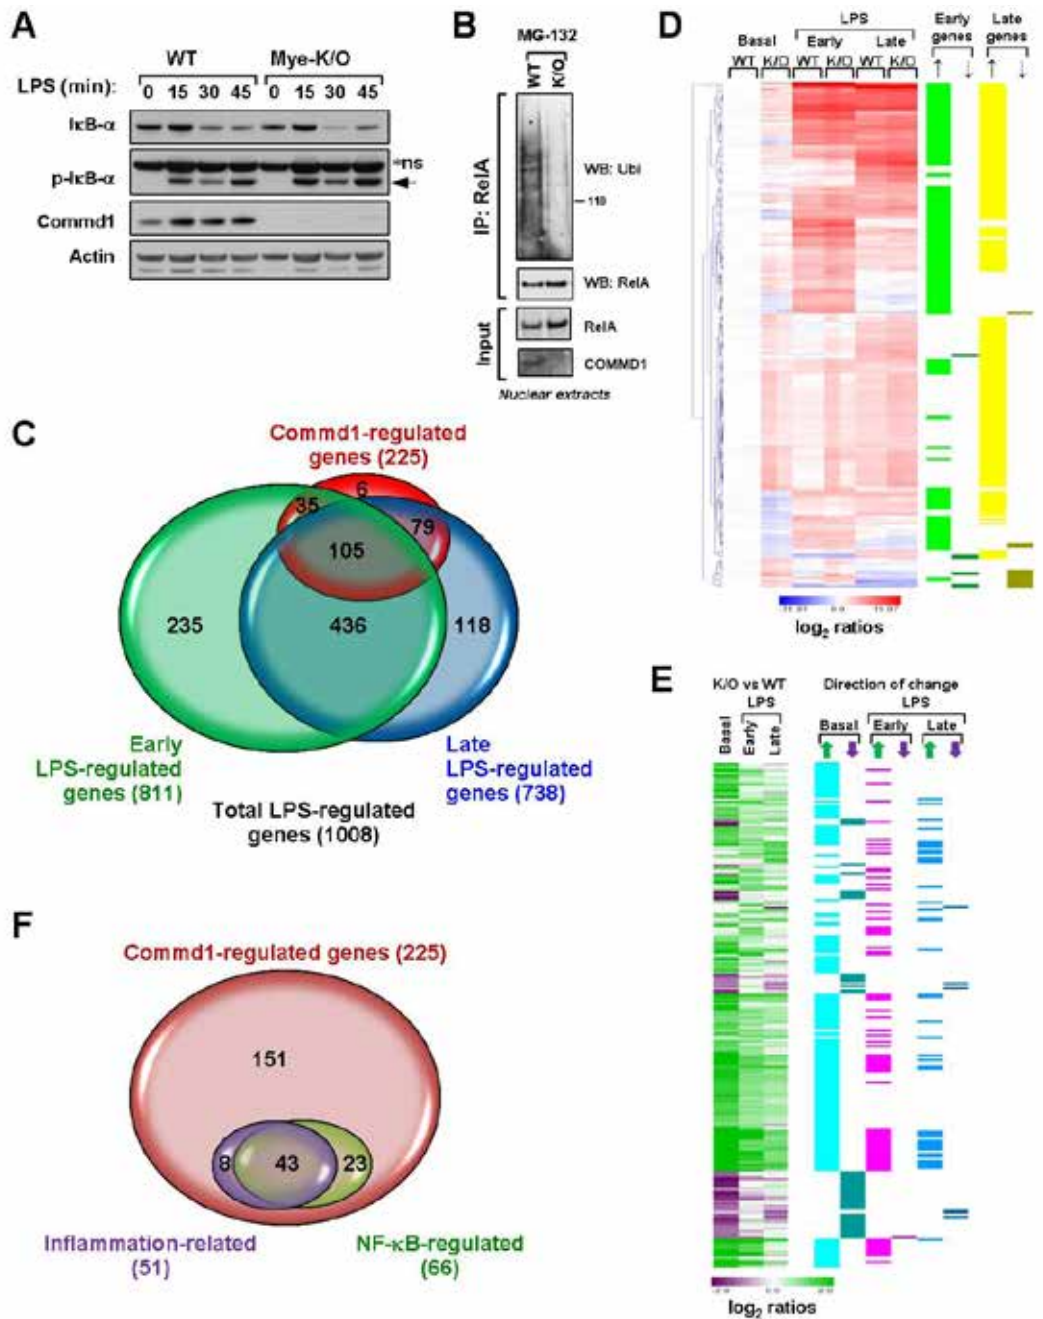 A
WT Mye-K/O
LPS (min): 0 15 30 45 0 15 30 45
IκB-α
p-IκB-α
*ns
Commd1
Actin
B
MG-132
WT K/O
IP: RelA
WB: Ubi
WB: RelA
Input
RelA
COMMD1
Nuclear extracts
C
Commd1-regulated
genes (225)
6
35
79
105
235
436
118
Early
LPS-regulated
genes (811)
Late
LPS-regulated
genes (738)
Total LPS-regulated
genes (1008)
D
LPS
Basal Early Late
WT K/O WT K/O WT K/O
Early
genes
Late
genes
↑ ↓ ↑ ↓
log2 ratios
E
K/O vs WT
LPS
Basal Early Late
Direction of change
LPS
Basal Early Late
log2 ratios
F
Commd1-regulated genes (225)
151
8
43
23
Inflammation-related
(51)
NF-κB-regulated
(66)